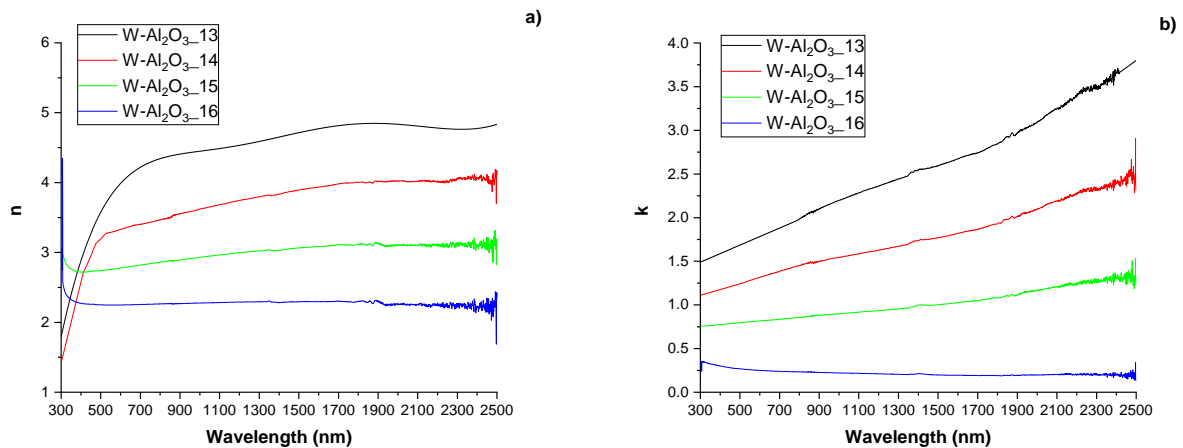 a)
W-Al₂O₃_13
W-Al₂O₃_14
W-Al₂O₃_15
W-Al₂O₃_16
6
5
4
3
2
1
n
300 500 700 900 1100 1300 1500 1700 1900 2100 2300 2500
Wavelength (nm)
b)
W-Al₂O₃_13
W-Al₂O₃_14
W-Al₂O₃_15
W-Al₂O₃_16
4.0
3.5
3.0
2.5
2.0
1.5
1.0
0.5
0.0
k
300 500 700 900 1100 1300 1500 1700 1900 2100 2300 2500
Wavelength (nm)